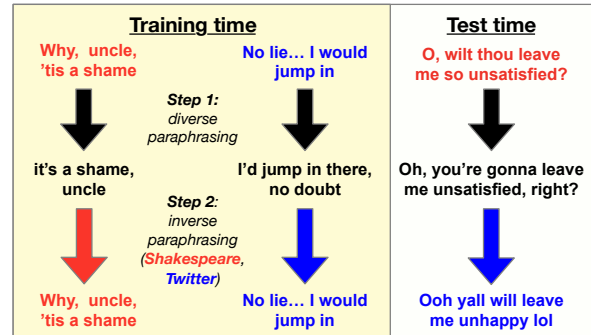 Training time
Test time
Why, uncle,
'tis a shame
No lie... I would
jump in
O, wilt thou leave
me so unsatisfied?
Step 1:
diverse
paraphrasing
it's a shame,
uncle
I'd jump in there,
no doubt
Oh, you're gonna leave
me unsatisfied, right?
Step 2:
inverse
paraphrasing
(Shakespeare,
Twitter)
Why, uncle,
'tis a shame
No lie... I would
jump in
Ooh yall will leave
me unhappy lol